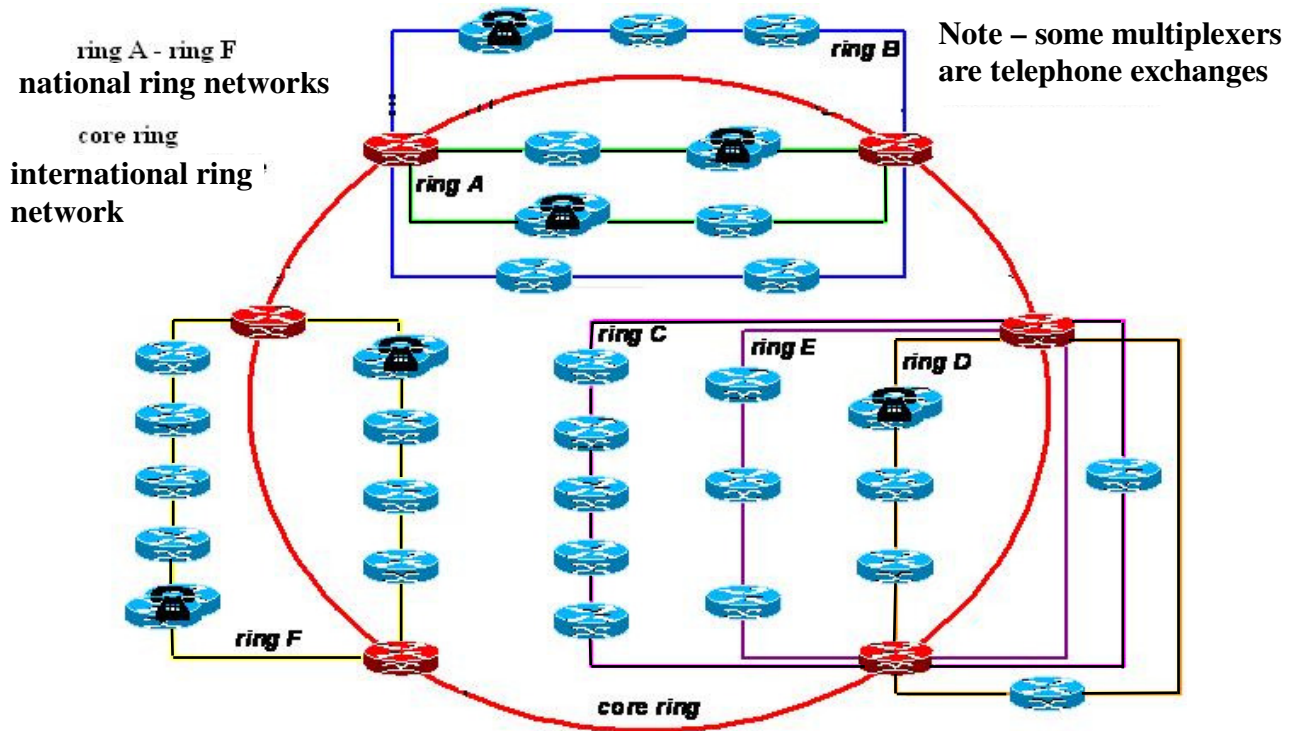 ring A - ring F
national ring networks
core ring
international ring
network
Note – some multiplexers
are telephone exchanges
ring B
ring A
ring C
ring E
ring D
ring F
core ring